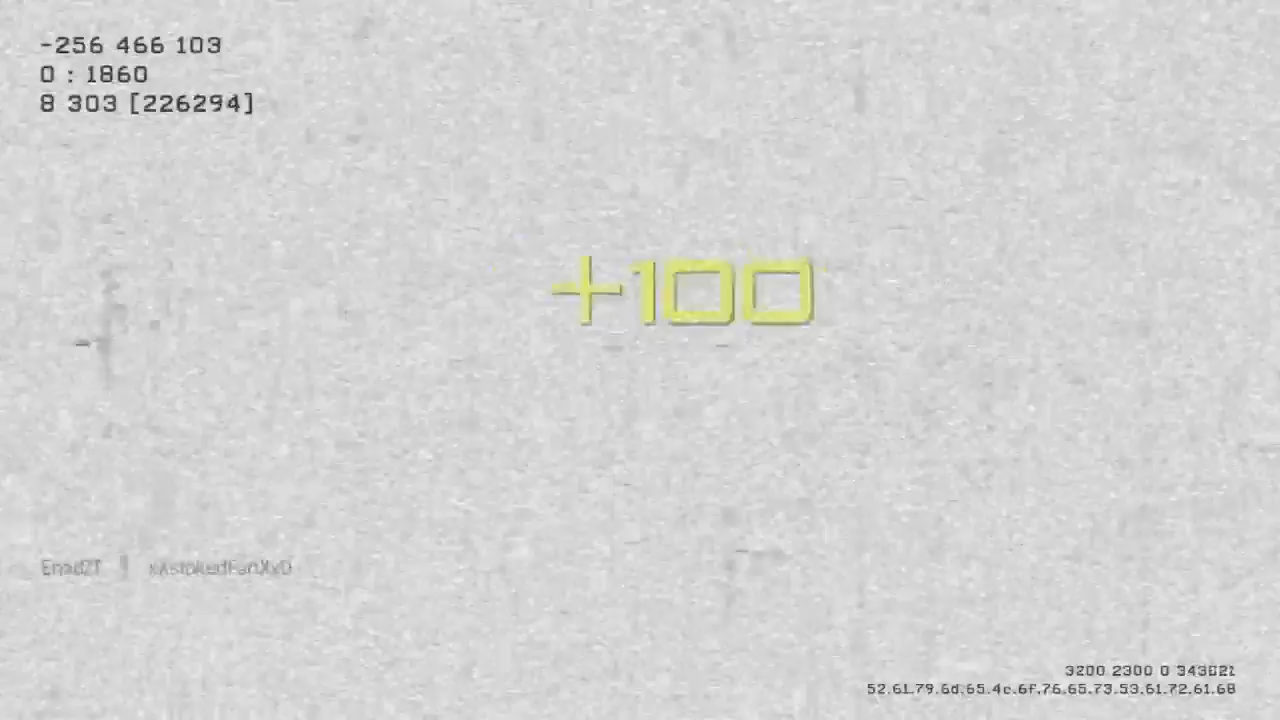 -256 466 103
0 : 1860
8 303 [226294]
+100
3200 2300 0
52.61.79.6d.65.4c.6f.76.65.73.53.61.72.61.68